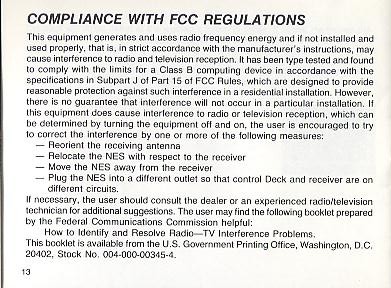 COMPLIANCE WITH FCC REGULATIONS
This equipment generates and uses radio frequency energy and if not installed and
used properly, that is, in strict accordance with the manufacturer's instructions, may
cause interference to radio and television reception. It has been type tested and found
to comply with the limits for a Class B computing device in accordance with the
specifications in Subpart J of Part 15 of FCC Rules, which are designed to provide
reasonable protection against such interference in a residential installation. However,
there is no guarantee that interference will not occur in a particular installation. If
this equipment does cause interference to radio or television reception, which can
be determined by turning the equipment off and on, the user is encouraged to try
to correct the interference by one or more of the following measures:
— Reorient the receiving antenna
— Relocate the NES with respect to the receiver
— Move the NES away from the receiver
— Plug the NES into a different outlet so that control Deck and receiver are on
different circuits.
If necessary, the user should consult the dealer or an experienced radio/television
technician for additional suggestions. The user may find the following booklet prepared
by the Federal Communications Commission helpful:
How to Identify and Resolve Radio—TV Interference Problems.
This booklet is available from the U.S. Government Printing Office, Washington, D.C.
20402, Stock No. 004-000-00345-4.
13